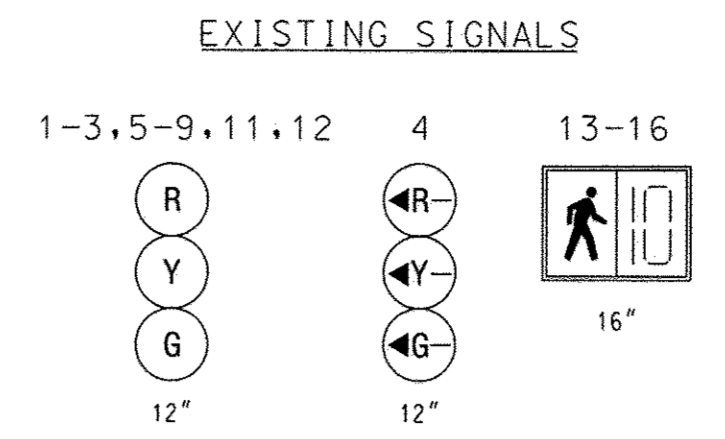 EXISTING SIGNALS
1-3,5-9,11,12 4 13-16
R R 10
Y Y
G G
16"
12" 12"